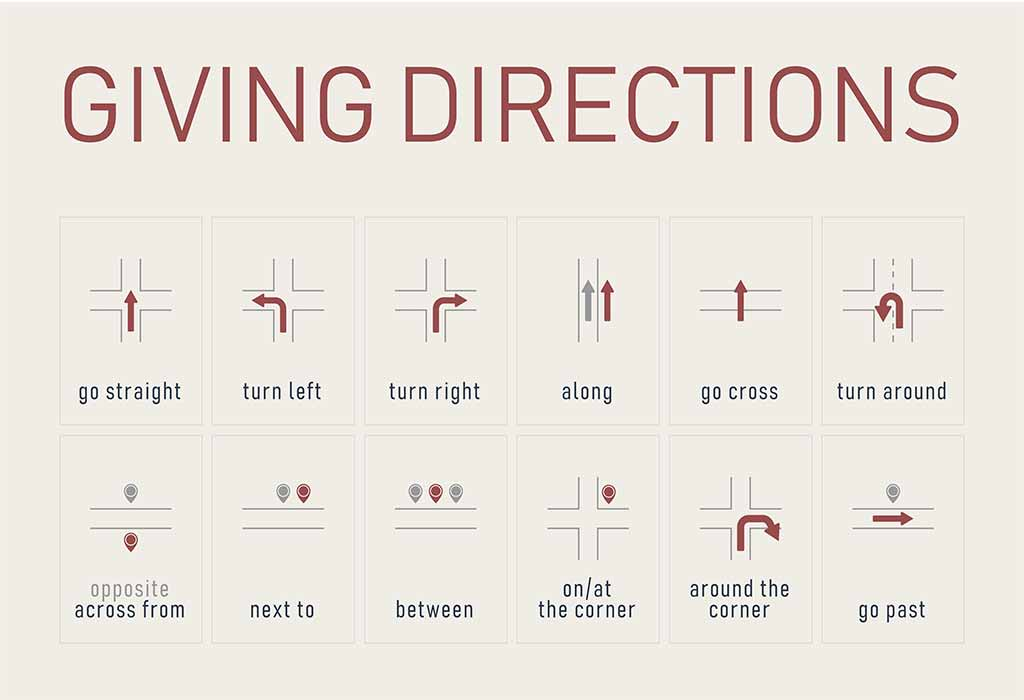 GIVING DIRECTIONS
go straight
turn left
turn right
along
go cross
turn around
opposite
across from
next to
between
on/at
the corner
around the
corner
go past